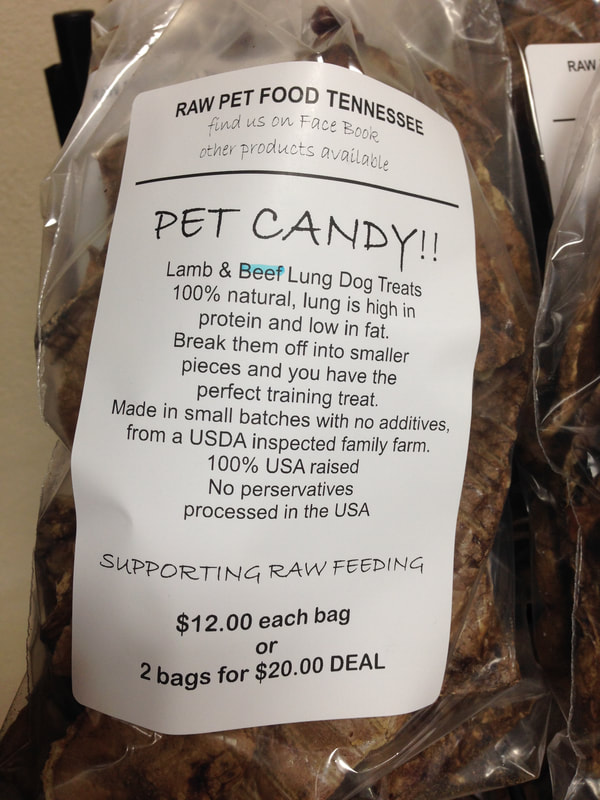 RAW PET FOOD TENNESSEE
find us on Face Book
other products available
PET CANDY!!
Lamb & Beef Lung Dog Treats
100% natural, lung is high in
protein and low in fat.
Break them off into smaller
pieces and you have the
perfect training treat.
Made in small batches with no additives,
from a USDA inspected family farm.
100% USA raised
No perservatives
processed in the USA
SUPPORTING RAW FEEDING
$12.00 each bag
or
2 bags for $20.00 DEAL
RAW